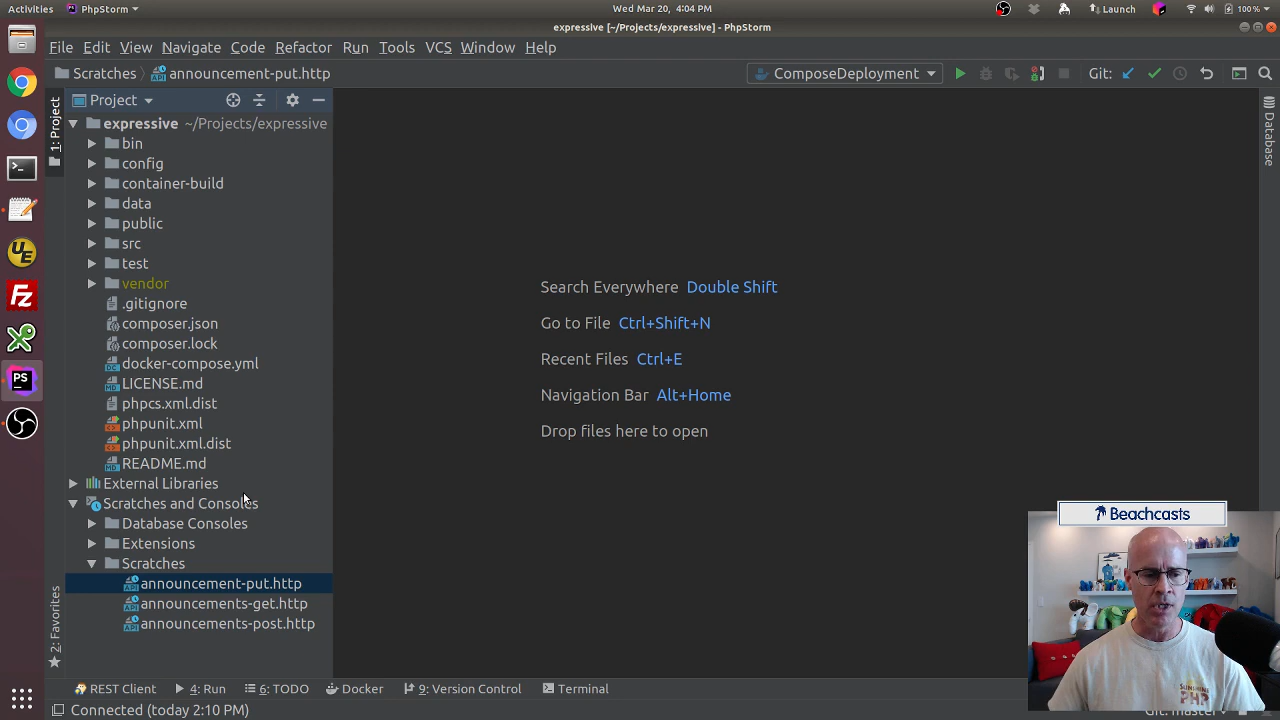 Activities PhpStorm Wed Mar 20, 4:04 PM Launch 100%
expressive [~/Projects/expressive] - PhpStorm
File Edit View Navigate Code Refactor Run Tools VCS Window Help
Scratches announcement-put.http ComposeDeployment Git:
Project
1: Project
Database
expressive ~/Projects/expressive
bin
config
container-build
data
public
src
test
vendor
.gitignore
composer.json
composer.lock
docker-compose.yml
LICENSE.md
phpcs.xml.dist
phpunit.xml
phpunit.xml.dist
README.md
External Libraries
Scratches and Consoles
Database Consoles
Extensions
Scratches
announcement-put.http
announcements-get.http
announcements-post.http
Search Everywhere Double Shift
Go to File Ctrl+Shift+N
Recent Files Ctrl+E
Navigation Bar Alt+Home
Drop files here to open
Beachcasts
SUNSHINE
PHP
2: Favorites
REST Client 4: Run 6: TODO Docker 9: Version Control Terminal
Connected (today 2:10 PM)